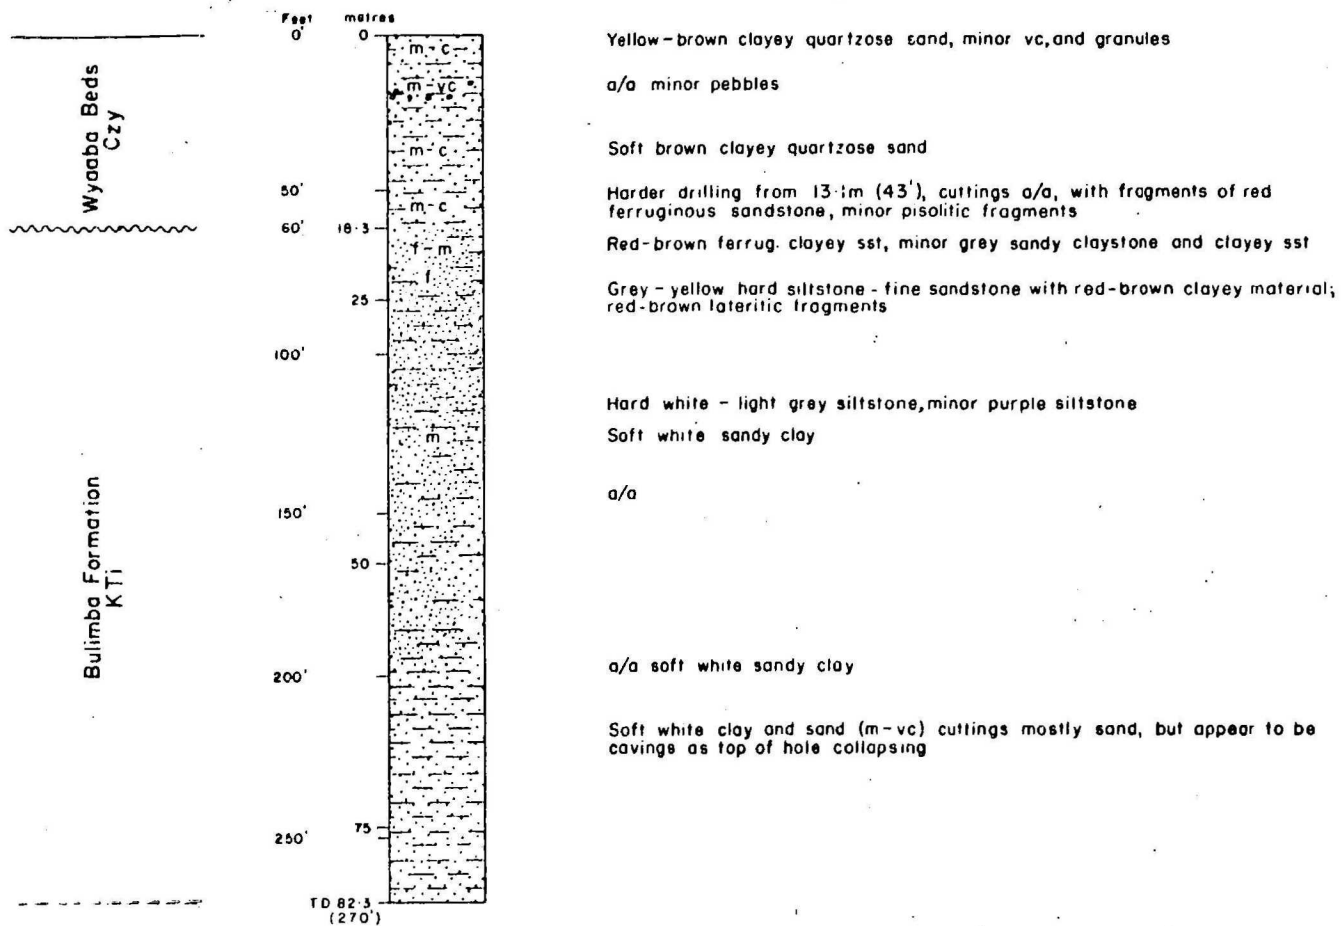 Feet metres
0' 0
m-c
Yellow-brown clayey quartzose sand, minor vc, and granules
m-vc
a/a minor pebbles
Wyaaba Beds
Czy
m-c
Soft brown clayey quartzose sand
50'
m-c
Harder drilling from 13·1m (43'), cuttings a/a, with fragments of red
ferruginous sandstone, minor pisolitic fragments
60' 18·3
f-m
Red-brown ferrug. clayey sst, minor grey sandy claystone and clayey sst
f
25
Grey - yellow hard siltstone - fine sandstone with red-brown clayey material;
red-brown lateritic fragments
100'
Hard white - light grey siltstone, minor purple siltstone
m
Soft white sandy clay
a/a
150'
50
Bulimba Formation
KTi
200'
a/a soft white sandy clay
Soft white clay and sand (m-vc) cuttings mostly sand, but appear to be
cavings as top of hole collapsing
75
250'
TD 82·3
(270')